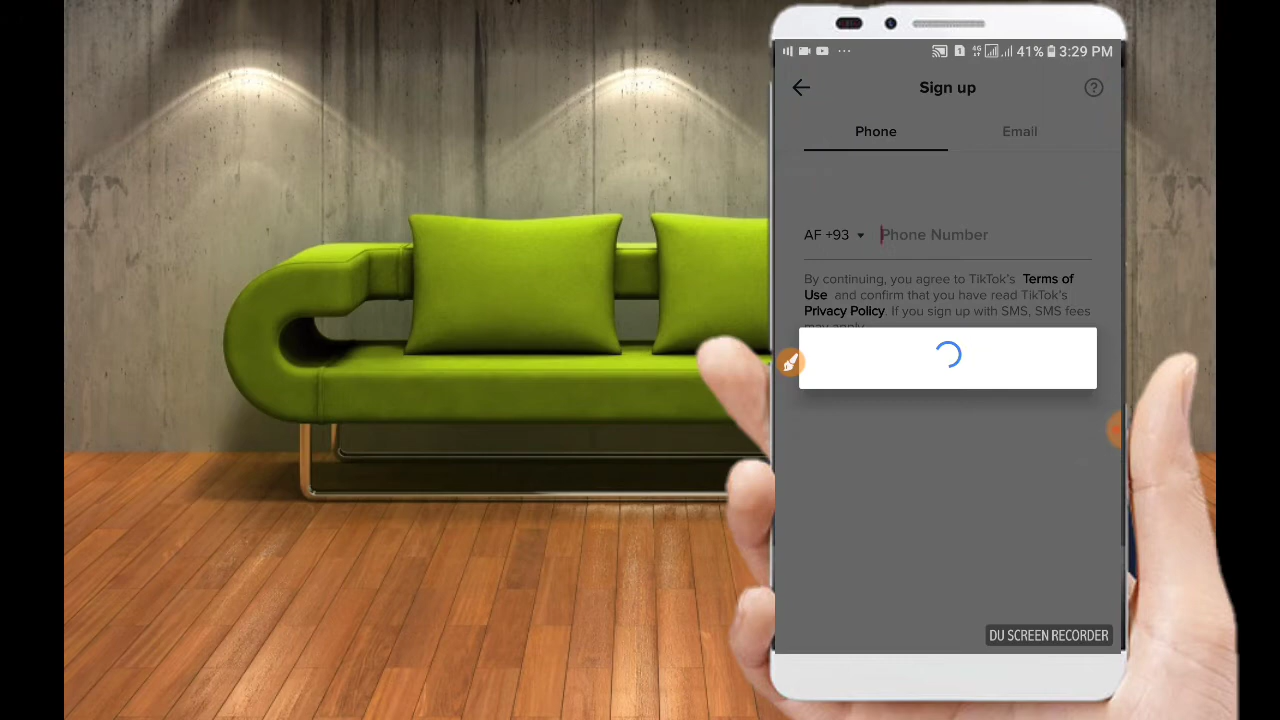 41% 3:29 PM
Sign up
Phone Email
AF +93 Phone Number
By continuing, you agree to TikTok's Terms of
Use and confirm that you have read TikTok's
Privacy Policy. If you sign up with SMS, SMS fees
may apply
DU SCREEN RECORDER